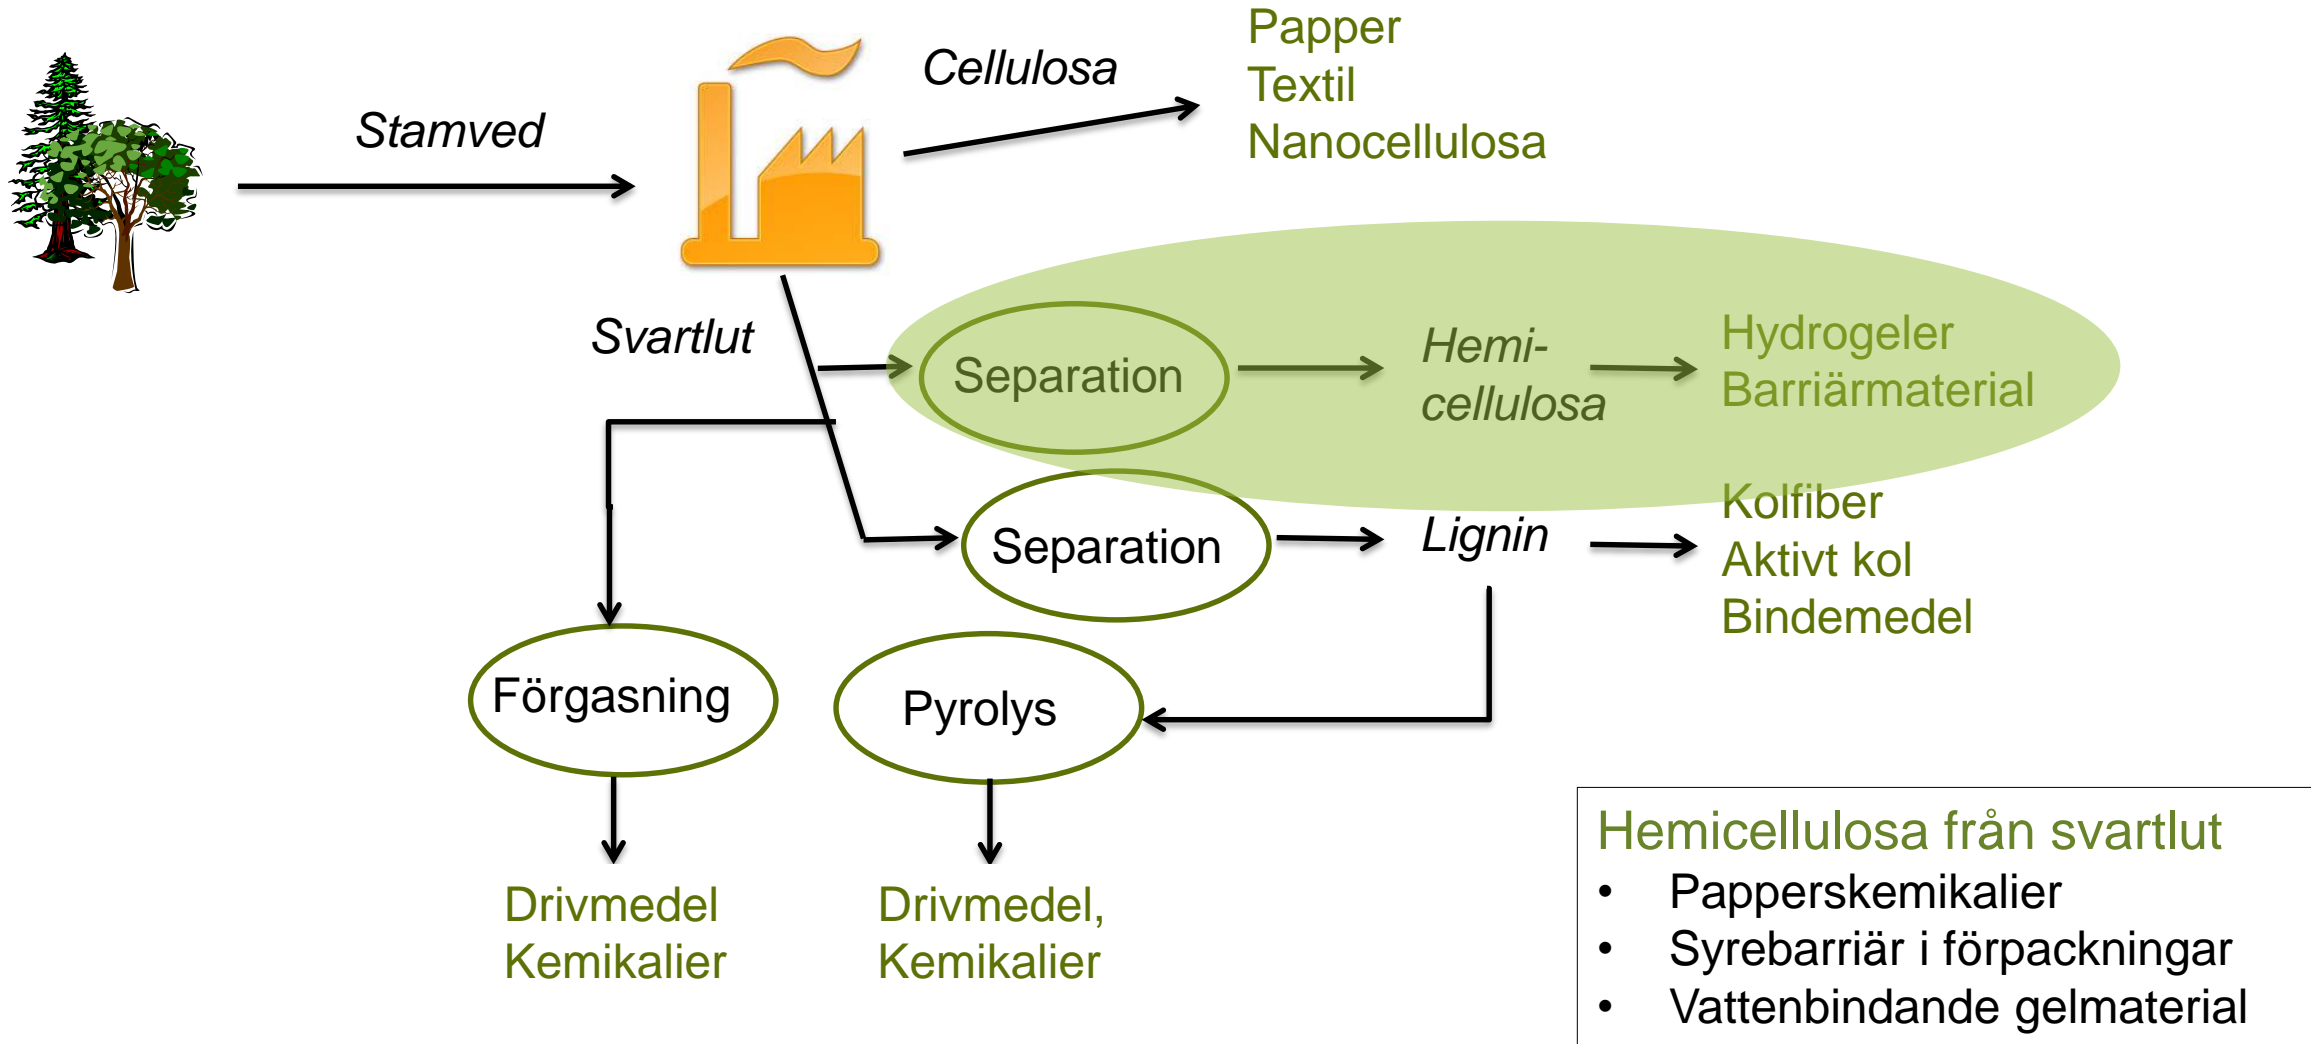 Stamved
Cellulosa
Papper
Textil
Nanocellulosa
Svartlut
Separation
Hemi-
cellulosa
Hydrogeler
Barriärmaterial
Separation
Lignin
Kolfiber
Aktivt kol
Bindemedel
Förgasning
Pyrolys
Drivmedel
Kemikalier
Drivmedel,
Kemikalier
Hemicellulosa från svartlut
• Papperskemikalier
• Syrebarriär i förpackningar
• Vattenbindande gelmaterial